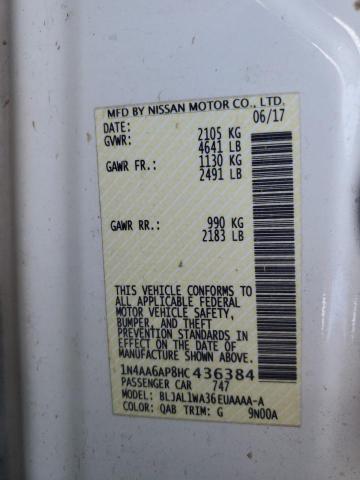 MFD BY NISSAN MOTOR CO., LTD.
DATE: 06/17
GVWR: 2105 KG
4641 LB
GAWR FR.: 1130 KG
2491 LB
GAWR RR.: 990 KG
2183 LB
THIS VEHICLE CONFORMS TO
ALL APPLICABLE FEDERAL
MOTOR VEHICLE SAFETY,
BUMPER, AND THEFT
PREVENTION STANDARDS
IN EFFECT ON THE DATE OF
MANUFACTURE SHOWN
ABOVE.
1N4AA6AP8HC436384
PASSENGER CAR 747
MODEL: BLJAL1WA36EUAAAA-A
COLOR: QAB TRIM: G 9N00A